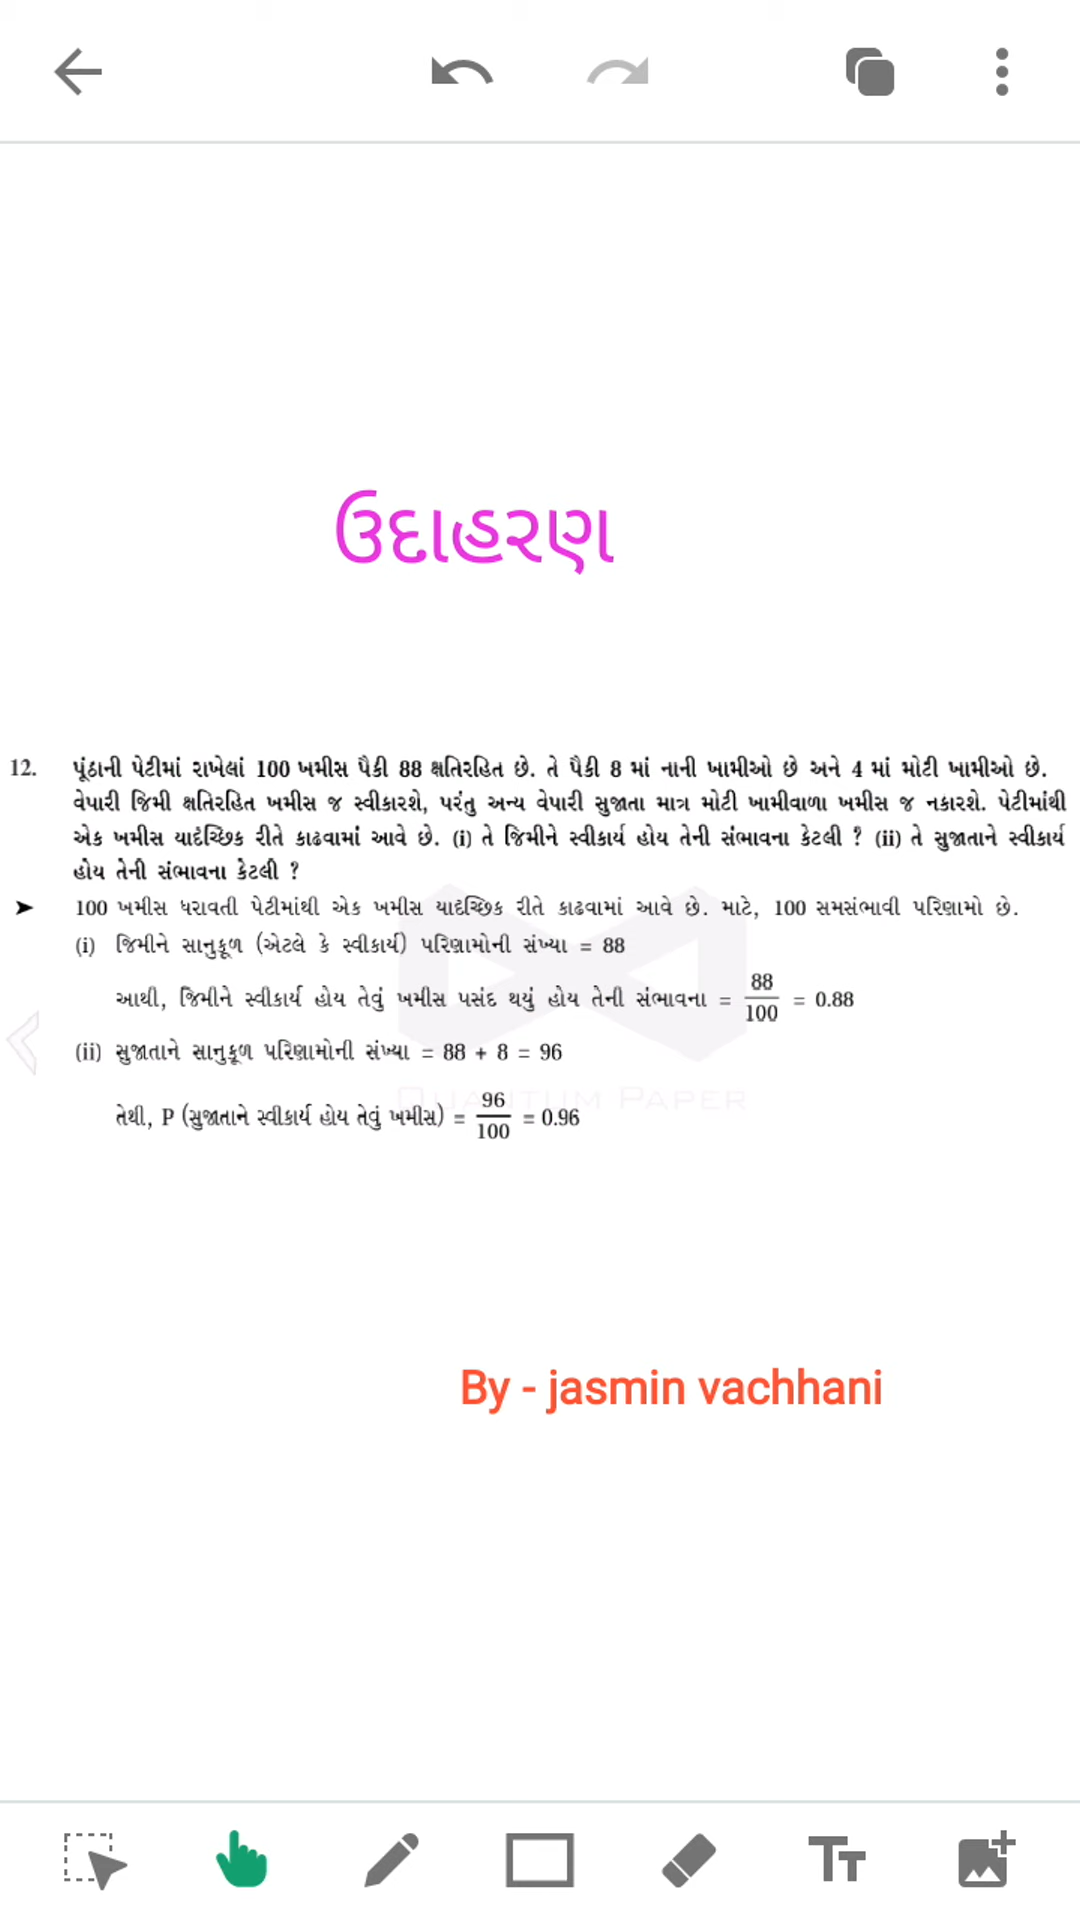 ઉદાહરણ
12. પૂંઠાની પેટીમાં રાખેલાં 100 ખમીસ પૈકી 88 ક્ષતિરહિત છે. તે પૈકી 8 માં નાની ખામીઓ છે અને 4 માં મોટી ખામીઓ છે.
વેપારી જિમી ક્ષતિરહિત ખમીસ જ સ્વીકારશે, પરંતુ અન્ય વેપારી સુજાતા માત્ર મોટી ખામીવાળા ખમીસ જ નકારશે. પેટીમાંથી
એક ખમીસ યાદૃચ્છિક રીતે કાઢવામાં આવે છે. (i) તે જિમીને સ્વીકાર્ય હોય તેની સંભાવના કેટલી ? (ii) તે સુજાતાને સ્વીકાર્ય
હોય તેની સંભાવના કેટલી ?
➤ 100 ખમીસ ધરાવતી પેટીમાંથી એક ખમીસ યાદૃચ્છિક રીતે કાઢવામાં આવે છે. માટે, 100 સમસંભાવી પરિણામો છે.
(i) જિમીને સાનુકૂળ (એટલે કે સ્વીકાર્ય) પરિણામોની સંખ્યા = 88
આથી, જિમીને સ્વીકાર્ય હોય તેવું ખમીસ પસંદ થયું હોય તેની સંભાવના = 88/100 = 0.88
(ii) સુજાતાને સાનુકૂળ પરિણામોની સંખ્યા = 88 + 8 = 96
QUANTUM PAPER
તેથી, P (સુજાતાને સ્વીકાર્ય હોય તેવું ખમીસ) = 96/100 = 0.96
By - jasmin vachhani
TT